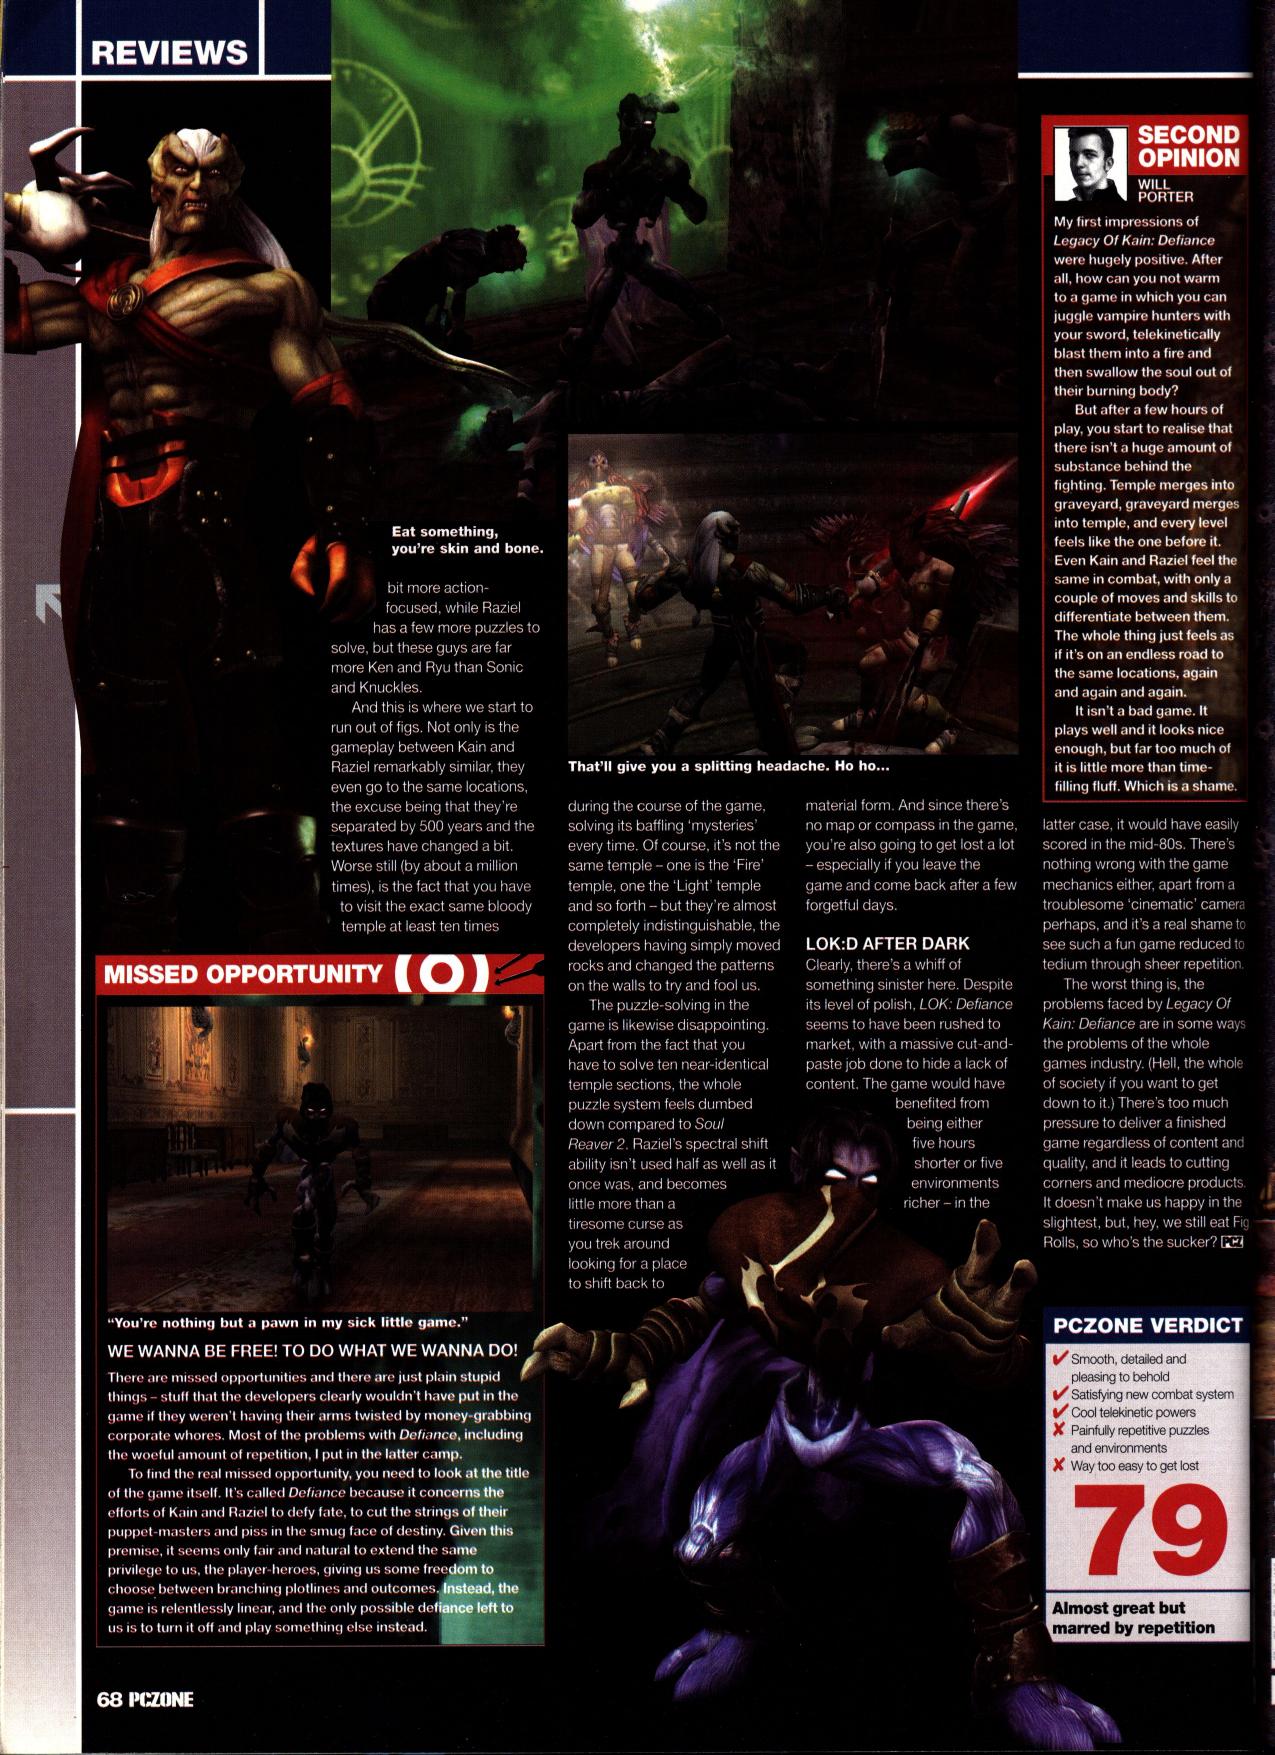 REVIEWS
Eat something,
you're skin and bone.
bit more action-
focused, while Raziel
has a few more puzzles to
solve, but these guys are far
more Ken and Ryu than Sonic
and Knuckles.
And this is where we start to
run out of figs. Not only is the
gameplay between Kain and
Raziel remarkably similar, they
even go to the same locations,
the excuse being that they're
separated by 500 years and the
textures have changed a bit.
Worse still (by about a million
times), is the fact that you have
to visit the exact same bloody
temple at least ten times
That'll give you a splitting headache. Ho ho...
during the course of the game,
solving its baffling 'mysteries'
every time. Of course, it's not the
same temple – one is the 'Fire'
temple, one the 'Light' temple
and so forth – but they're almost
completely indistinguishable, the
developers having simply moved
rocks and changed the patterns
on the walls to try and fool us.
The puzzle-solving in the
game is likewise disappointing.
Apart from the fact that you
have to solve ten near-identical
temple sections, the whole
puzzle system feels dumbed
down compared to Soul
Reaver 2. Raziel's spectral shift
ability isn't used half as well as it
once was, and becomes
little more than a
tiresome curse as
you trek around
looking for a place
to shift back to
material form. And since there's
no map or compass in the game,
you're also going to get lost a lot
– especially if you leave the
game and come back after a few
forgetful days.
LOK:D AFTER DARK
Clearly, there's a whiff of
something sinister here. Despite
its level of polish, LOK: Defiance
seems to have been rushed to
market, with a massive cut-and-
paste job done to hide a lack of
content. The game would have
benefited from
being either
five hours
shorter or five
environments
richer – in the
latter case, it would have easily
scored in the mid-80s. There's
nothing wrong with the game
mechanics either, apart from a
troublesome 'cinematic' camera
perhaps, and it's a real shame to
see such a fun game reduced to
tedium through sheer repetition.
The worst thing is, the
problems faced by Legacy Of
Kain: Defiance are in some ways
the problems of the whole
games industry. (Hell, the whole
of society if you want to get
down to it.) There's too much
pressure to deliver a finished
game regardless of content and
quality, and it leads to cutting
corners and mediocre products.
It doesn't make us happy in the
slightest, but, hey, we still eat Fig
Rolls, so who's the sucker? PCZ
SECOND
OPINION
WILL
PORTER
My first impressions of
Legacy Of Kain: Defiance
were hugely positive. After
all, how can you not warm
to a game in which you can
juggle vampire hunters with
your sword, telekinetically
blast them into a fire and
then swallow the soul out of
their burning body?
But after a few hours of
play, you start to realise that
there isn't a huge amount of
substance behind the
fighting. Temple merges into
graveyard, graveyard merges
into temple, and every level
feels like the one before it.
Even Kain and Raziel feel the
same in combat, with only a
couple of moves and skills to
differentiate between them.
The whole thing just feels as
if it's on an endless road to
the same locations, again
and again and again.
It isn't a bad game. It
plays well and it looks nice
enough, but far too much of
it is little more than time-
filling fluff. Which is a shame.
MISSED OPPORTUNITY
"You're nothing but a pawn in my sick little game."
WE WANNA BE FREE! TO DO WHAT WE WANNA DO!
There are missed opportunities and there are just plain stupid
things – stuff that the developers clearly wouldn't have put in the
game if they weren't having their arms twisted by money-grabbing
corporate whores. Most of the problems with Defiance, including
the woeful amount of repetition, I put in the latter camp.
To find the real missed opportunity, you need to look at the title
of the game itself. It's called Defiance because it concerns the
efforts of Kain and Raziel to defy fate, to cut the strings of their
puppet-masters and piss in the smug face of destiny. Given this
premise, it seems only fair and natural to extend the same
privilege to us, the player-heroes, giving us some freedom to
choose between branching plotlines and outcomes. Instead, the
game is relentlessly linear, and the only possible defiance left to
us is to turn it off and play something else instead.
PCZONE VERDICT
✓ Smooth, detailed and
pleasing to behold
✓ Satisfying new combat system
✓ Cool telekinetic powers
✗ Painfully repetitive puzzles
and environments
✗ Way too easy to get lost
79
Almost great but
marred by repetition
68 PCZONE